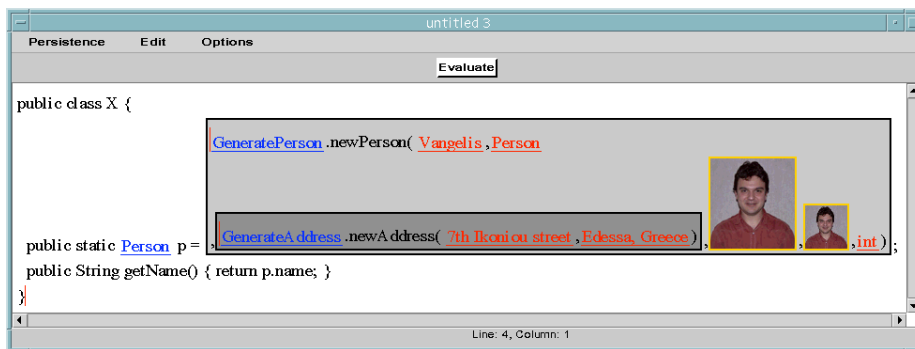 untitled 3
Persistence Edit Options
Evaluate
public class X {
GeneratePerson.newPerson( Vangelis ,Person
public static Person p = ,GenerateAddress.newAddress( 7th Ikoniou street ,Edessa, Greece ) , , ,int ) ;
public String getName() { return p.name; }
}
Line: 4, Column: 1